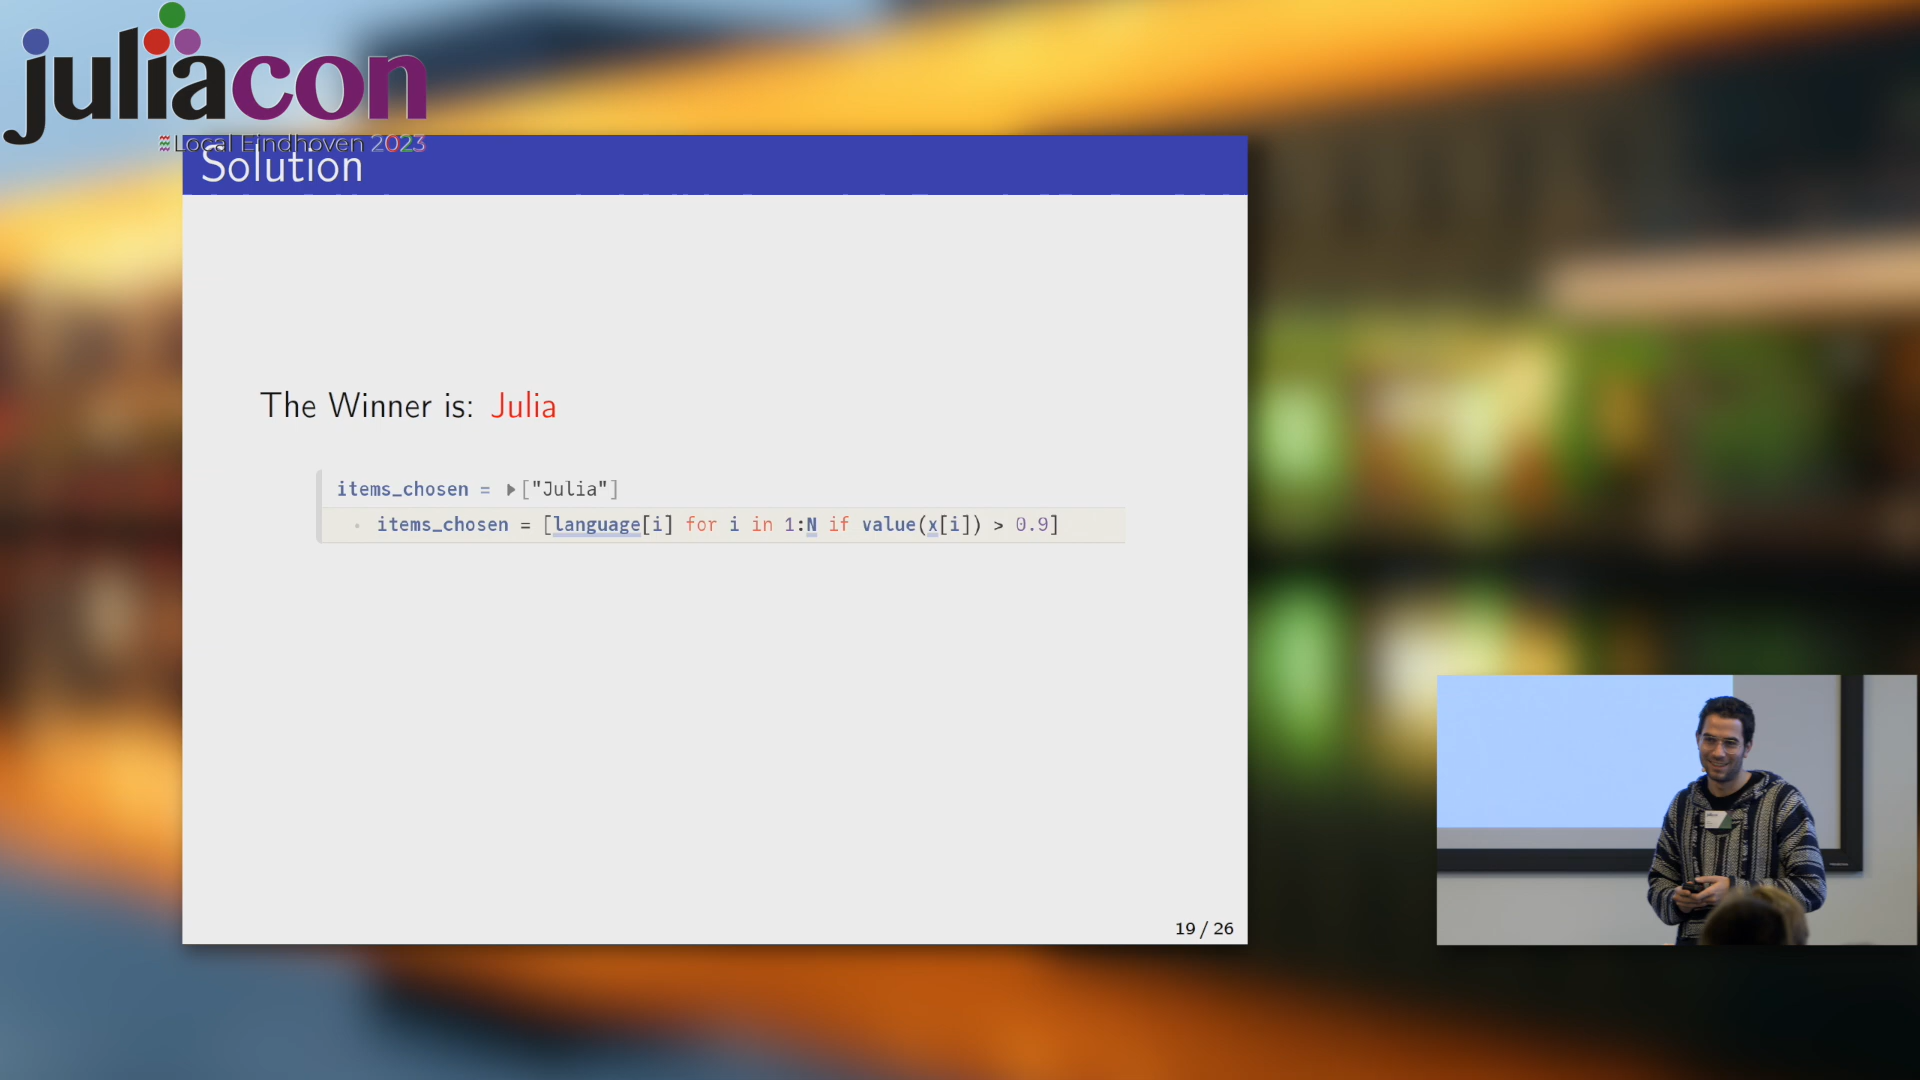 juliacon
Local Eindhoven 2023
Solution
The Winner is: Julia
items_chosen = ["Julia"]
items_chosen = [language[i] for i in 1:N if value(x[i]) > 0.9]
19 / 26